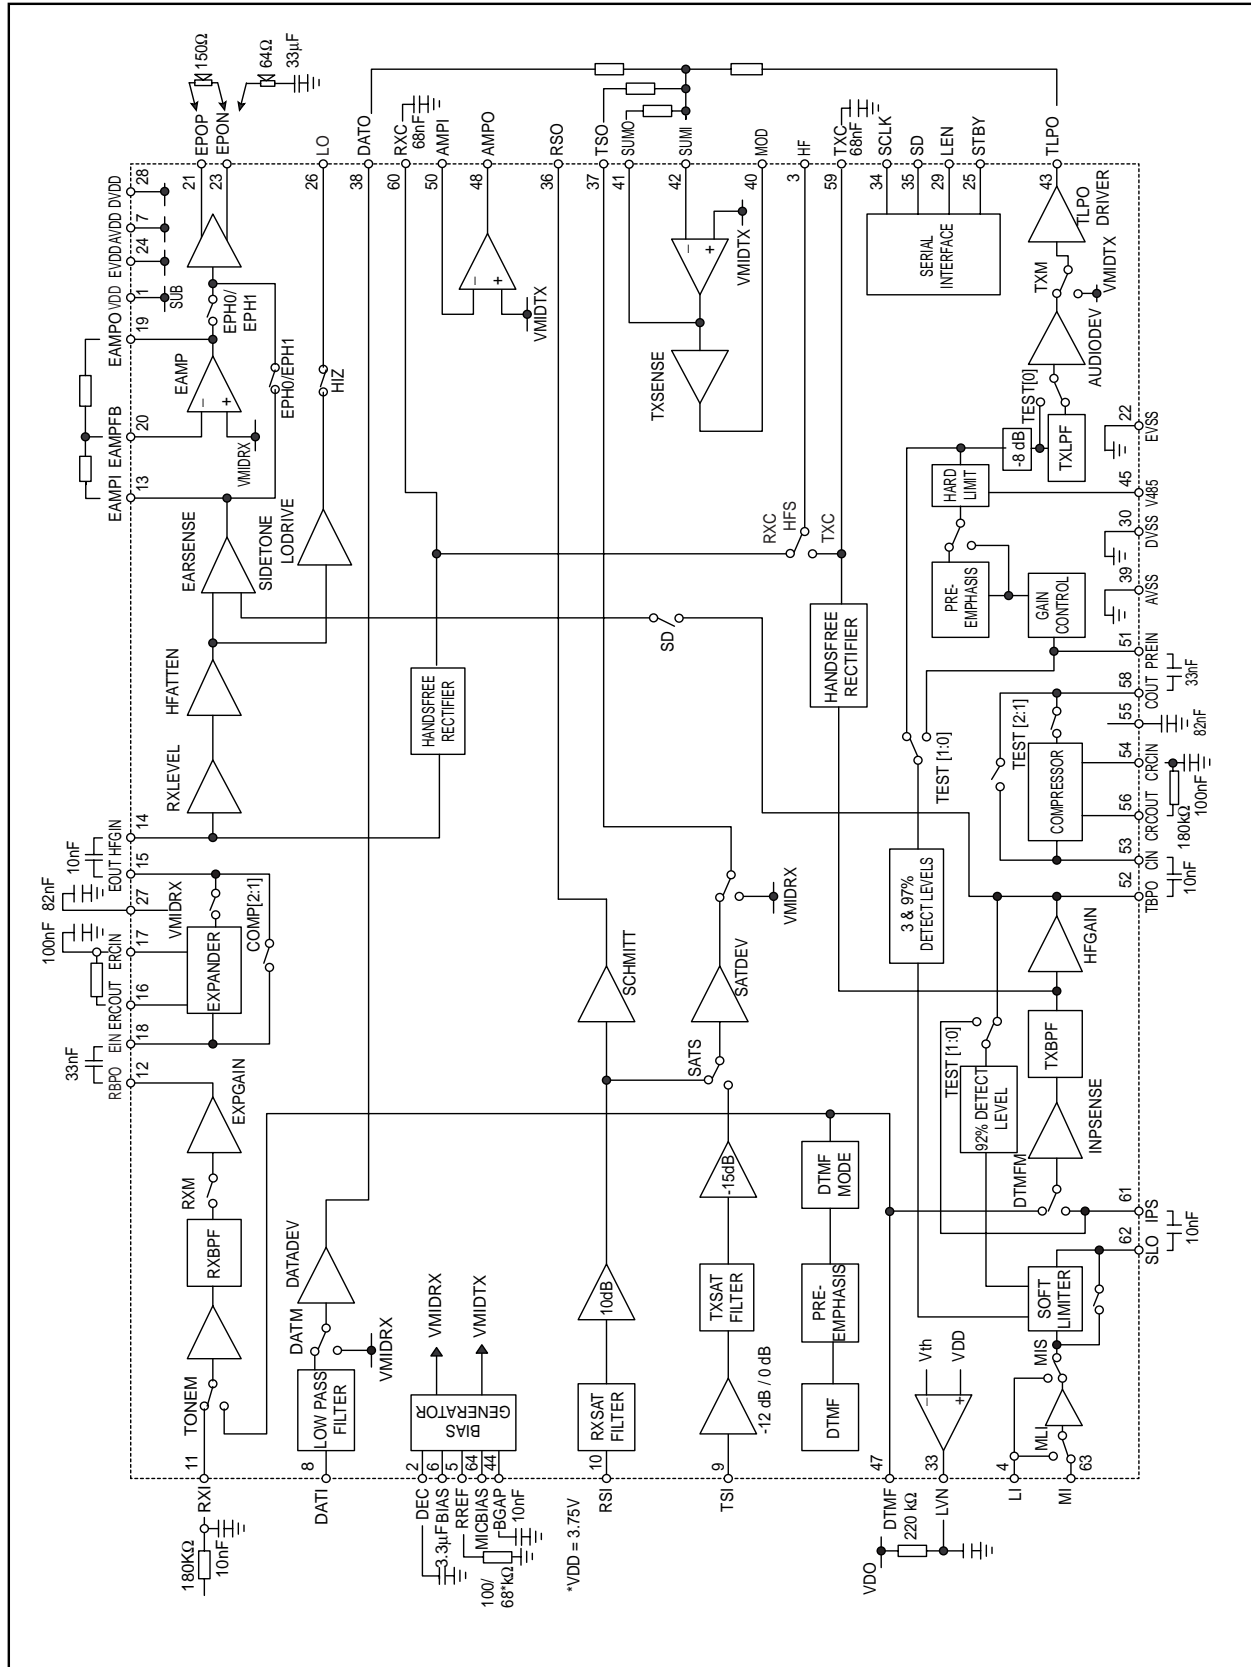 RXI
11
180KΩ
10nF
TONEM
RXBPF
RXM
EXPGAIN
RBPO
12
33nF
EIN
18
ERCOUT
16
ERCIN
17
100nF
EXPANDER
VMIDRX
27
82nF
COMP[2:1]
EOUT
15
10nF
HFGIN
14
RXLEVEL
HFATTEN
EARSENSE
SIDETONE
LODRIVE
EAMPI
13
EAMPFB
20
VMIDRX
EAMP
EAMPO
19
EPH0/
EPH1
EPH0/EPH1
HIZ
VDD
1
SUB
EVDD
24
AVDD
7
DVDD
28
21
EPOP
23
EPON
150Ω
64Ω
33µF
26
LO
DATI
8
LOW PASS
FILTER
DATM
VMIDRX
DATADEV
38
DATO
DEC
2
BIAS
6
RREF
5
MICBIAS
64
BGAP
44
3.3µF
10nF
100/
68*kΩ
*VDD = 3.75V
BIAS
GENERATOR
VMIDRX
VMIDTX
HANDSFREE
RECTIFIER
60
RXC
68nF
50
AMPI
48
AMPO
VMIDTX
RSI
10
RXSAT
FILTER
10dB
SCHMITT
36
RSO
TSI
9
-12 dB / 0 dB
TXSAT
FILTER
-15dB
SATS
SATDEV
VMIDRX
37
TSO
41
SUMO
42
SUMI
VMIDTX
TXSENSE
40
MOD
SD
DTMF
PRE-
EMPHASIS
DTMF
MODE
RXC
HFS
TXC
3
HF
HANDSFREE
RECTIFIER
59
TXC
68nF
DTMF
47
VDO
220 kΩ
LVN
33
Vth
VDD
LI
4
MI
63
MLI
MIS
SOFT
LIMITER
SLO
62
10nF
IPS
61
DTMFM
INPSENSE
TXBPF
92% DETECT
LEVEL
TEST [1:0]
HFGAIN
3 & 97%
DETECT LEVELS
TEST [1:0]
TBPO
52
10nF
CIN
53
COMPRESSOR
TEST [2:1]
CRCOUT
56
180kΩ
CRCIN
54
100nF
55
82nF
COUT
58
33nF
PREIN
51
GAIN
CONTROL
PRE-
EMPHASIS
HARD
LIMIT
AVSS
39
DVSS
30
V485
45
EVSS
22
-8 dB
TXLPF
TEST[0]
AUDIODEV
TXM
VMIDTX
TLPO
DRIVER
43
TLPO
SERIAL
INTERFACE
34
SCLK
35
SD
29
LEN
25
STBY